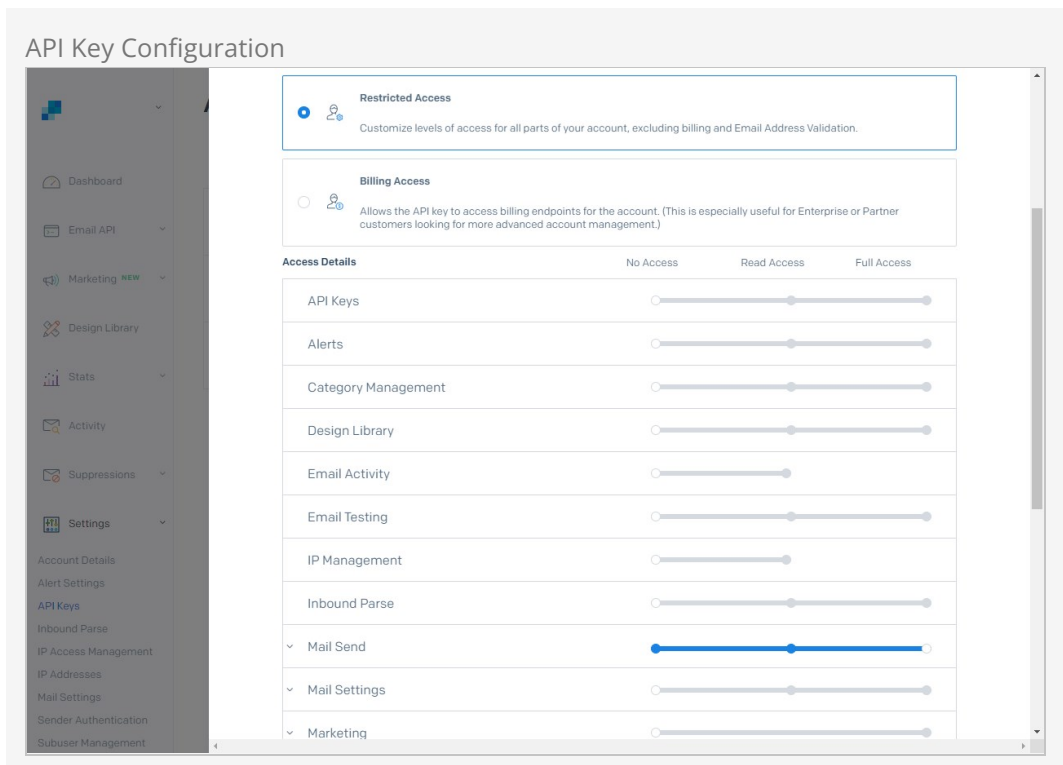 API Key Configuration
Restricted Access
Customize levels of access for all parts of your account, excluding billing and Email Address Validation.
Billing Access
Allows the API key to access billing endpoints for the account. (This is especially useful for Enterprise or Partner
customers looking for more advanced account management.)
Access Details No Access Read Access Full Access
API Keys
Alerts
Category Management
Design Library
Email Activity
Email Testing
IP Management
Inbound Parse
Mail Send
Mail Settings
Marketing
Dashboard
Email API
Marketing NEW
Design Library
Stats
Activity
Suppressions
Settings
Account Details
Alert Settings
API Keys
Inbound Parse
IP Access Management
IP Addresses
Mail Settings
Sender Authentication
Subuser Management